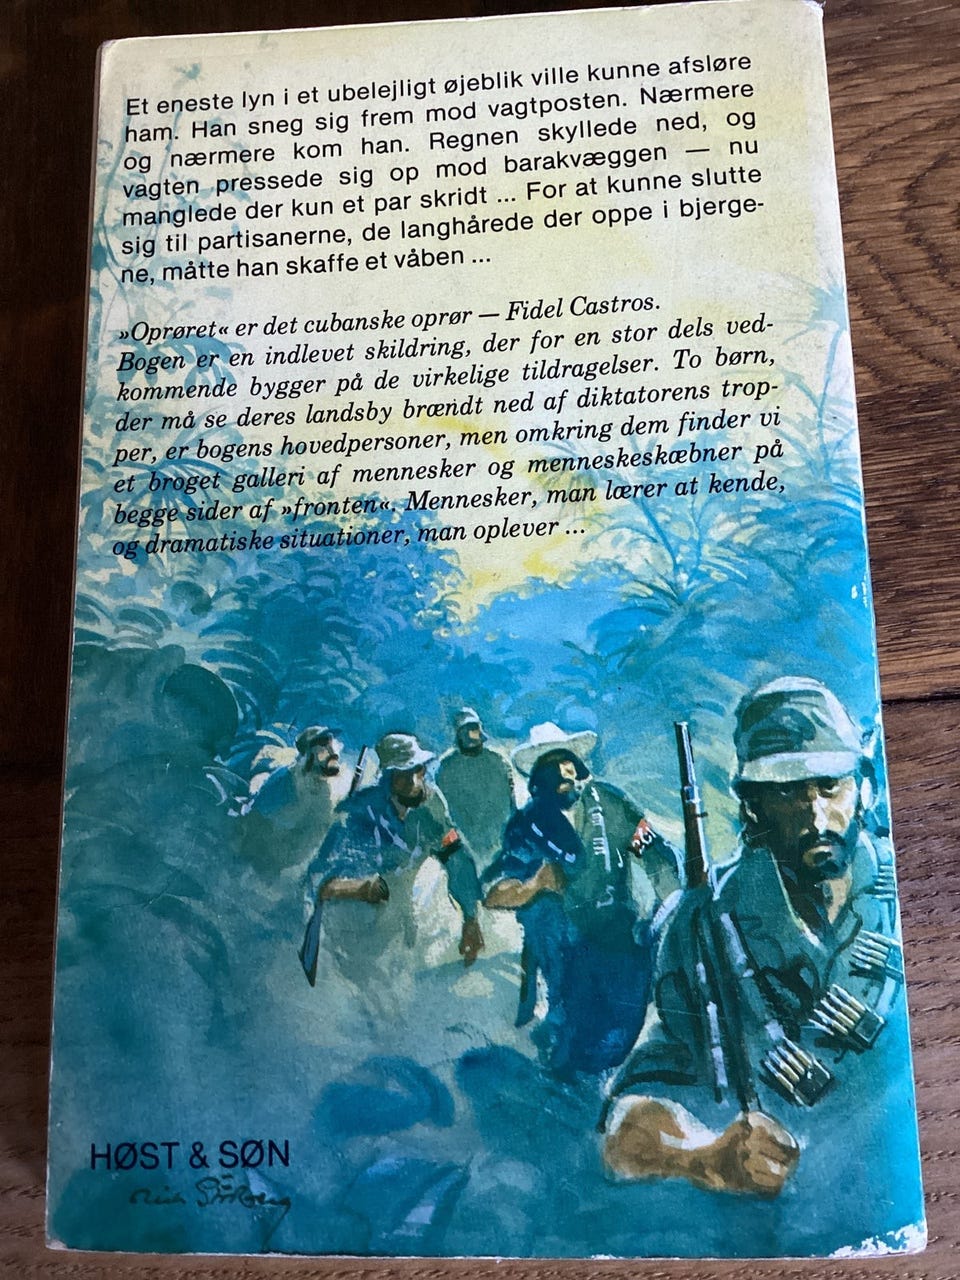 Et eneste lyn i et ubelejligt øjeblik ville kunne afsløre
ham. Han sneg sig frem mod vagtposten. Nærmere
og nærmere kom han. Regnen skyllede ned, og
vagten pressede sig op mod barakvæggen — nu
manglede der kun et par skridt ... For at kunne slutte
sig til partisanerne, de langhårede der oppe i bjerge-
ne, måtte han skaffe et våben ...
»Oprøret« er det cubanske oprør — Fidel Castros.
Bogen er en indlevet skildring, der for en stor dels ved-
kommende bygger på de virkelige tildragelser. To børn,
der må se deres landsby brændt ned af diktatorens trop-
per, er bogens hovedpersoner, men omkring dem finder vi
et broget galleri af mennesker og menneskeskæbner på
begge sider af »fronten«. Mennesker, man lærer at kende,
og dramatiske situationer, man oplever ...
HØST & SØN